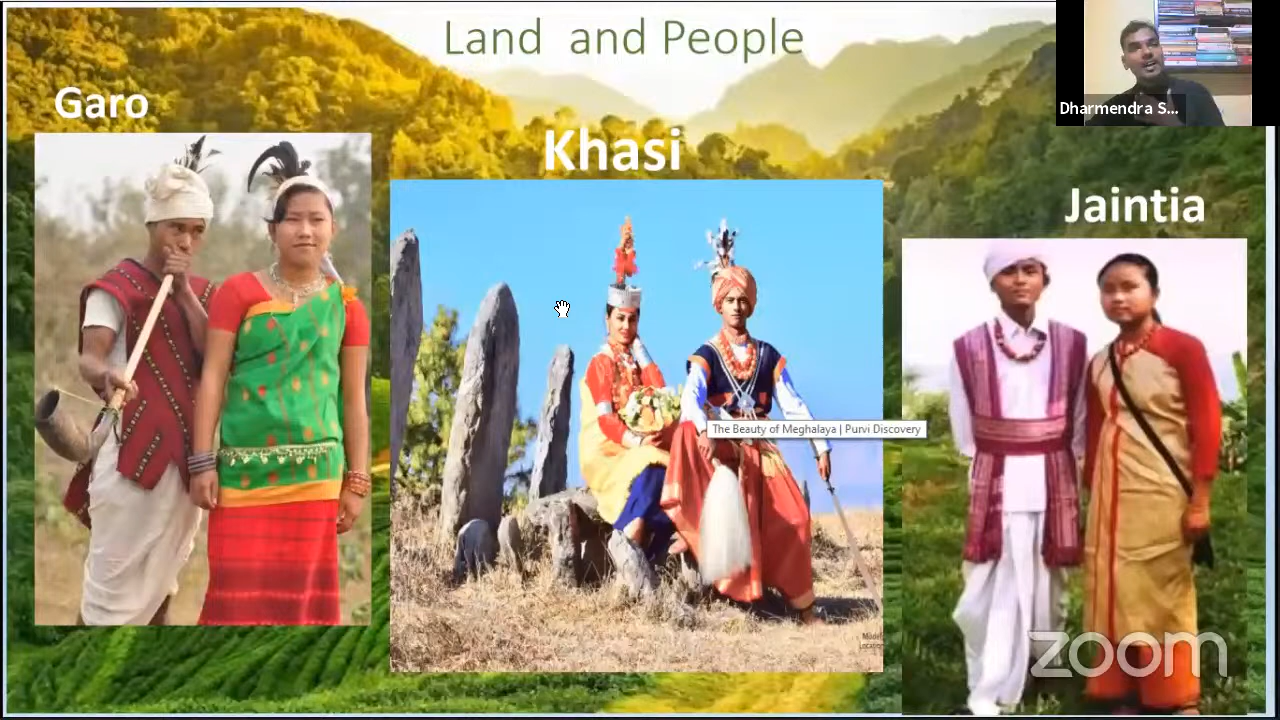 Land and People
Dharmendra S...
Garo
Khasi
Jaintia
The Beauty of Meghalaya | Purvi Discovery
zoom